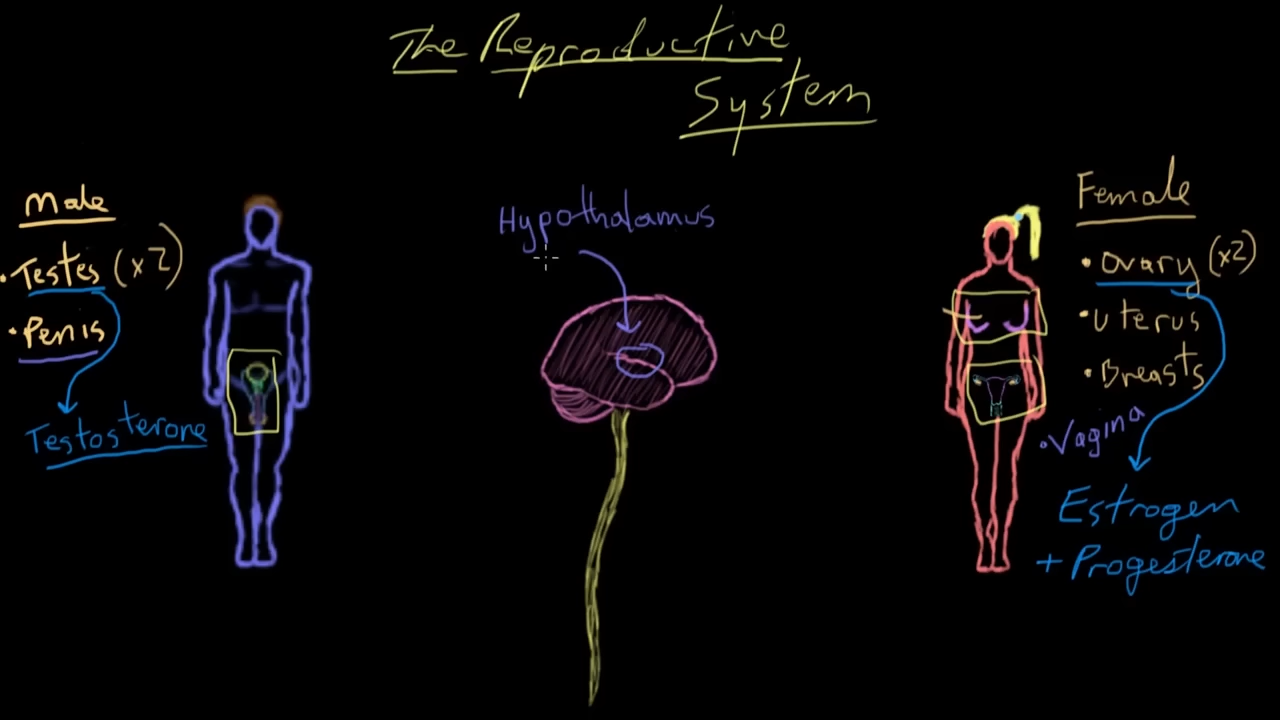 The Reproductive
System
Male
• Testes (x2)
• Penis
Testosterone
Hypothalamus
Female
• Ovary (x2)
• Uterus
• Breasts
• Vagina
Estrogen
+ Progesterone